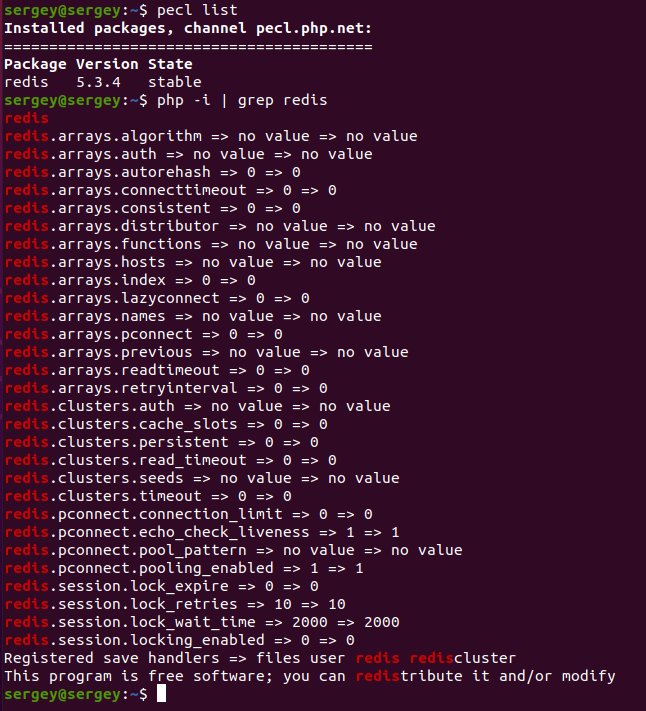 sergey@sergey:~$ pecl list
Installed packages, channel pecl.php.net:
=========================================
Package Version State
redis   5.3.4   stable
sergey@sergey:~$ php -i | grep redis
redis
redis.arrays.algorithm => no value => no value
redis.arrays.auth => no value => no value
redis.arrays.autorehash => 0 => 0
redis.arrays.connecttimeout => 0 => 0
redis.arrays.consistent => 0 => 0
redis.arrays.distributor => no value => no value
redis.arrays.functions => no value => no value
redis.arrays.hosts => no value => no value
redis.arrays.index => 0 => 0
redis.arrays.lazyconnect => 0 => 0
redis.arrays.names => no value => no value
redis.arrays.pconnect => 0 => 0
redis.arrays.previous => no value => no value
redis.arrays.readtimeout => 0 => 0
redis.arrays.retryinterval => 0 => 0
redis.clusters.auth => no value => no value
redis.clusters.cache_slots => 0 => 0
redis.clusters.persistent => 0 => 0
redis.clusters.read_timeout => 0 => 0
redis.clusters.seeds => no value => no value
redis.clusters.timeout => 0 => 0
redis.pconnect.connection_limit => 0 => 0
redis.pconnect.echo_check_liveness => 1 => 1
redis.pconnect.pool_pattern => no value => no value
redis.pconnect.pooling_enabled => 1 => 1
redis.session.lock_expire => 0 => 0
redis.session.lock_retries => 10 => 10
redis.session.lock_wait_time => 2000 => 2000
redis.session.locking_enabled => 0 => 0
Registered save handlers => files user redis rediscluster
This program is free software; you can redistribute it and/or modify
sergey@sergey:~$